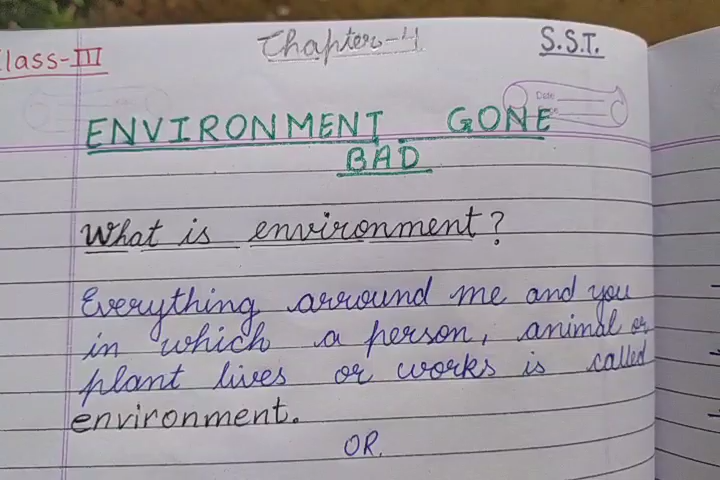 Class-III
Chapter-4
S.S.T.
Date
ENVIRONMENT GONE
BAD
What is environment?
Everything arround me and you
in which a person, animal or
plant lives or works is called
environment.
OR.